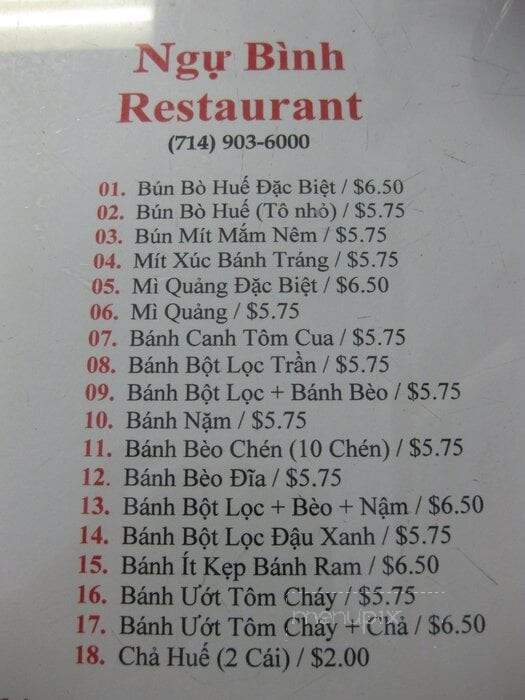 Ngự Bình
Restaurant
(714) 903-6000
01. Bún Bò Huế Đặc Biệt / $6.50
02. Bún Bò Huế (Tô nhỏ) / $5.75
03. Bún Mít Mắm Nêm / $5.75
04. Mít Xúc Bánh Tráng / $5.75
05. Mì Quảng Đặc Biệt / $6.50
06. Mì Quảng / $5.75
07. Bánh Canh Tôm Cua / $5.75
08. Bánh Bột Lọc Trần / $5.75
09. Bánh Bột Lọc + Bánh Bèo / $5.75
10. Bánh Nặm / $5.75
11. Bánh Bèo Chén (10 Chén) / $5.75
12. Bánh Bèo Đĩa / $5.75
13. Bánh Bột Lọc + Bèo + Nậm / $6.50
14. Bánh Bột Lọc Đậu Xanh / $5.75
15. Bánh Ít Kẹp Bánh Ram / $6.50
16. Bánh Ướt Tôm Cháy / $5.75
menupix
17. Bánh Ướt Tôm Cháy + Chả / $6.50
18. Chả Huế (2 Cái) / $2.00